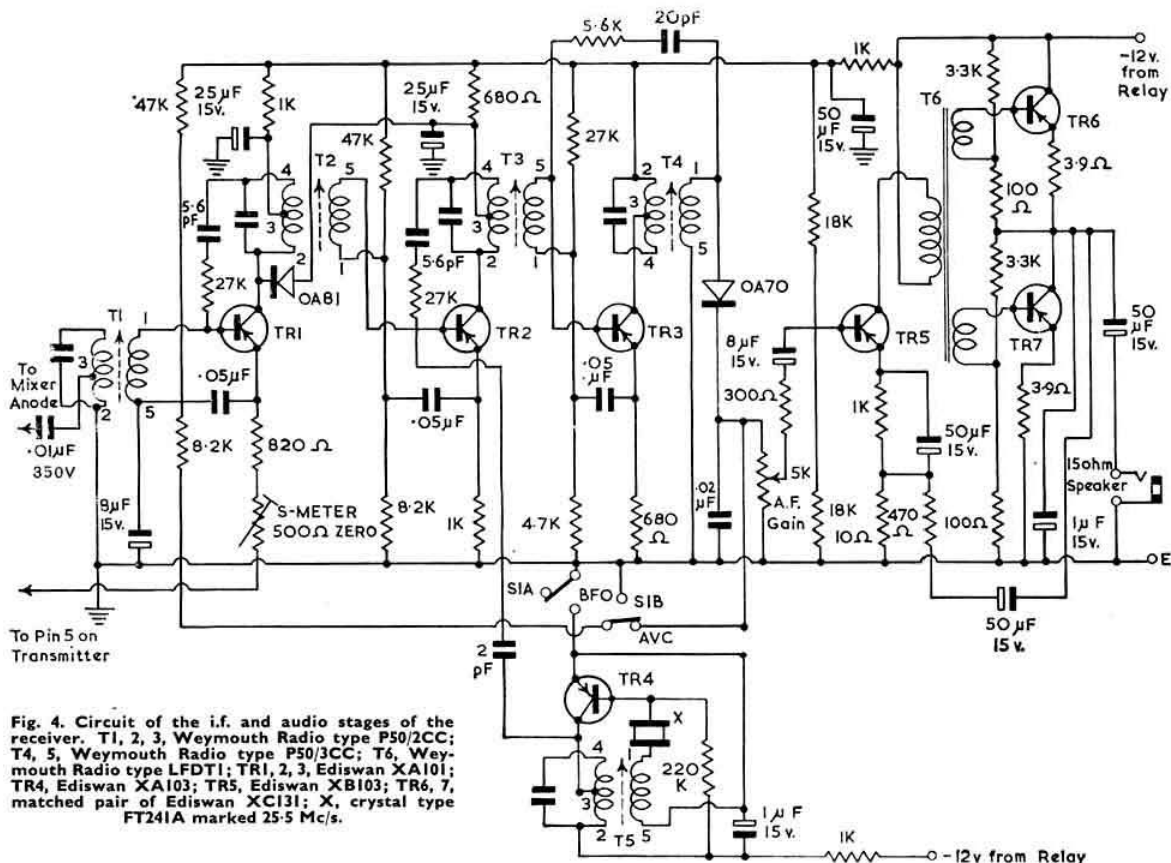 5.6K
20pF
1K
-12v. from Relay
47K
25µF 15v.
1K
47K
25µF 15v.
680Ω
27K
50 µF 15v.
3.3K
T6
TR6
3.9Ω
100 Ω
4
T2
5
4
T3
5
2
T4
1
5.6 pF
3
2
1
5.6pF
3
2
1
3
4
5
18K
3.3K
27K
OA81
27K
OA70
TR1
TR2
TR3
TR5
TR7
50 µF 15v.
T1
1
8µF 15v.
3.9Ω
To Mixer Anode
3
2
5
.05µF
.05µF
.05 µF
300Ω
1K
50µF 15v.
.01µF 350V
8.2K
820Ω
5K
A.F. Gain
15ohm Speaker
8µF 15v.
S-METER 500Ω ZERO
8.2K
1K
4.7K
680 Ω
.02 µF
18K
10Ω
470 Ω
100Ω
1µF 15v.
S1A
BFO
S1B
AVC
E
To Pin 5 on Transmitter
2 pF
50µF 15v.
TR4
X
4
3
2
1
5
T5
220 K
1µF 15v.
1K
-12v from Relay
Fig. 4. Circuit of the i.f. and audio stages of the
receiver. T1, 2, 3, Weymouth Radio type P50/2CC;
T4, 5, Weymouth Radio type P50/3CC; T6, Wey-
mouth Radio type LFDT1; TR1, 2, 3, Ediswan XA101;
TR4, Ediswan XA103; TR5, Ediswan XB103; TR6, 7,
matched pair of Ediswan XC131; X, crystal type
FT241A marked 25·5 Mc/s.